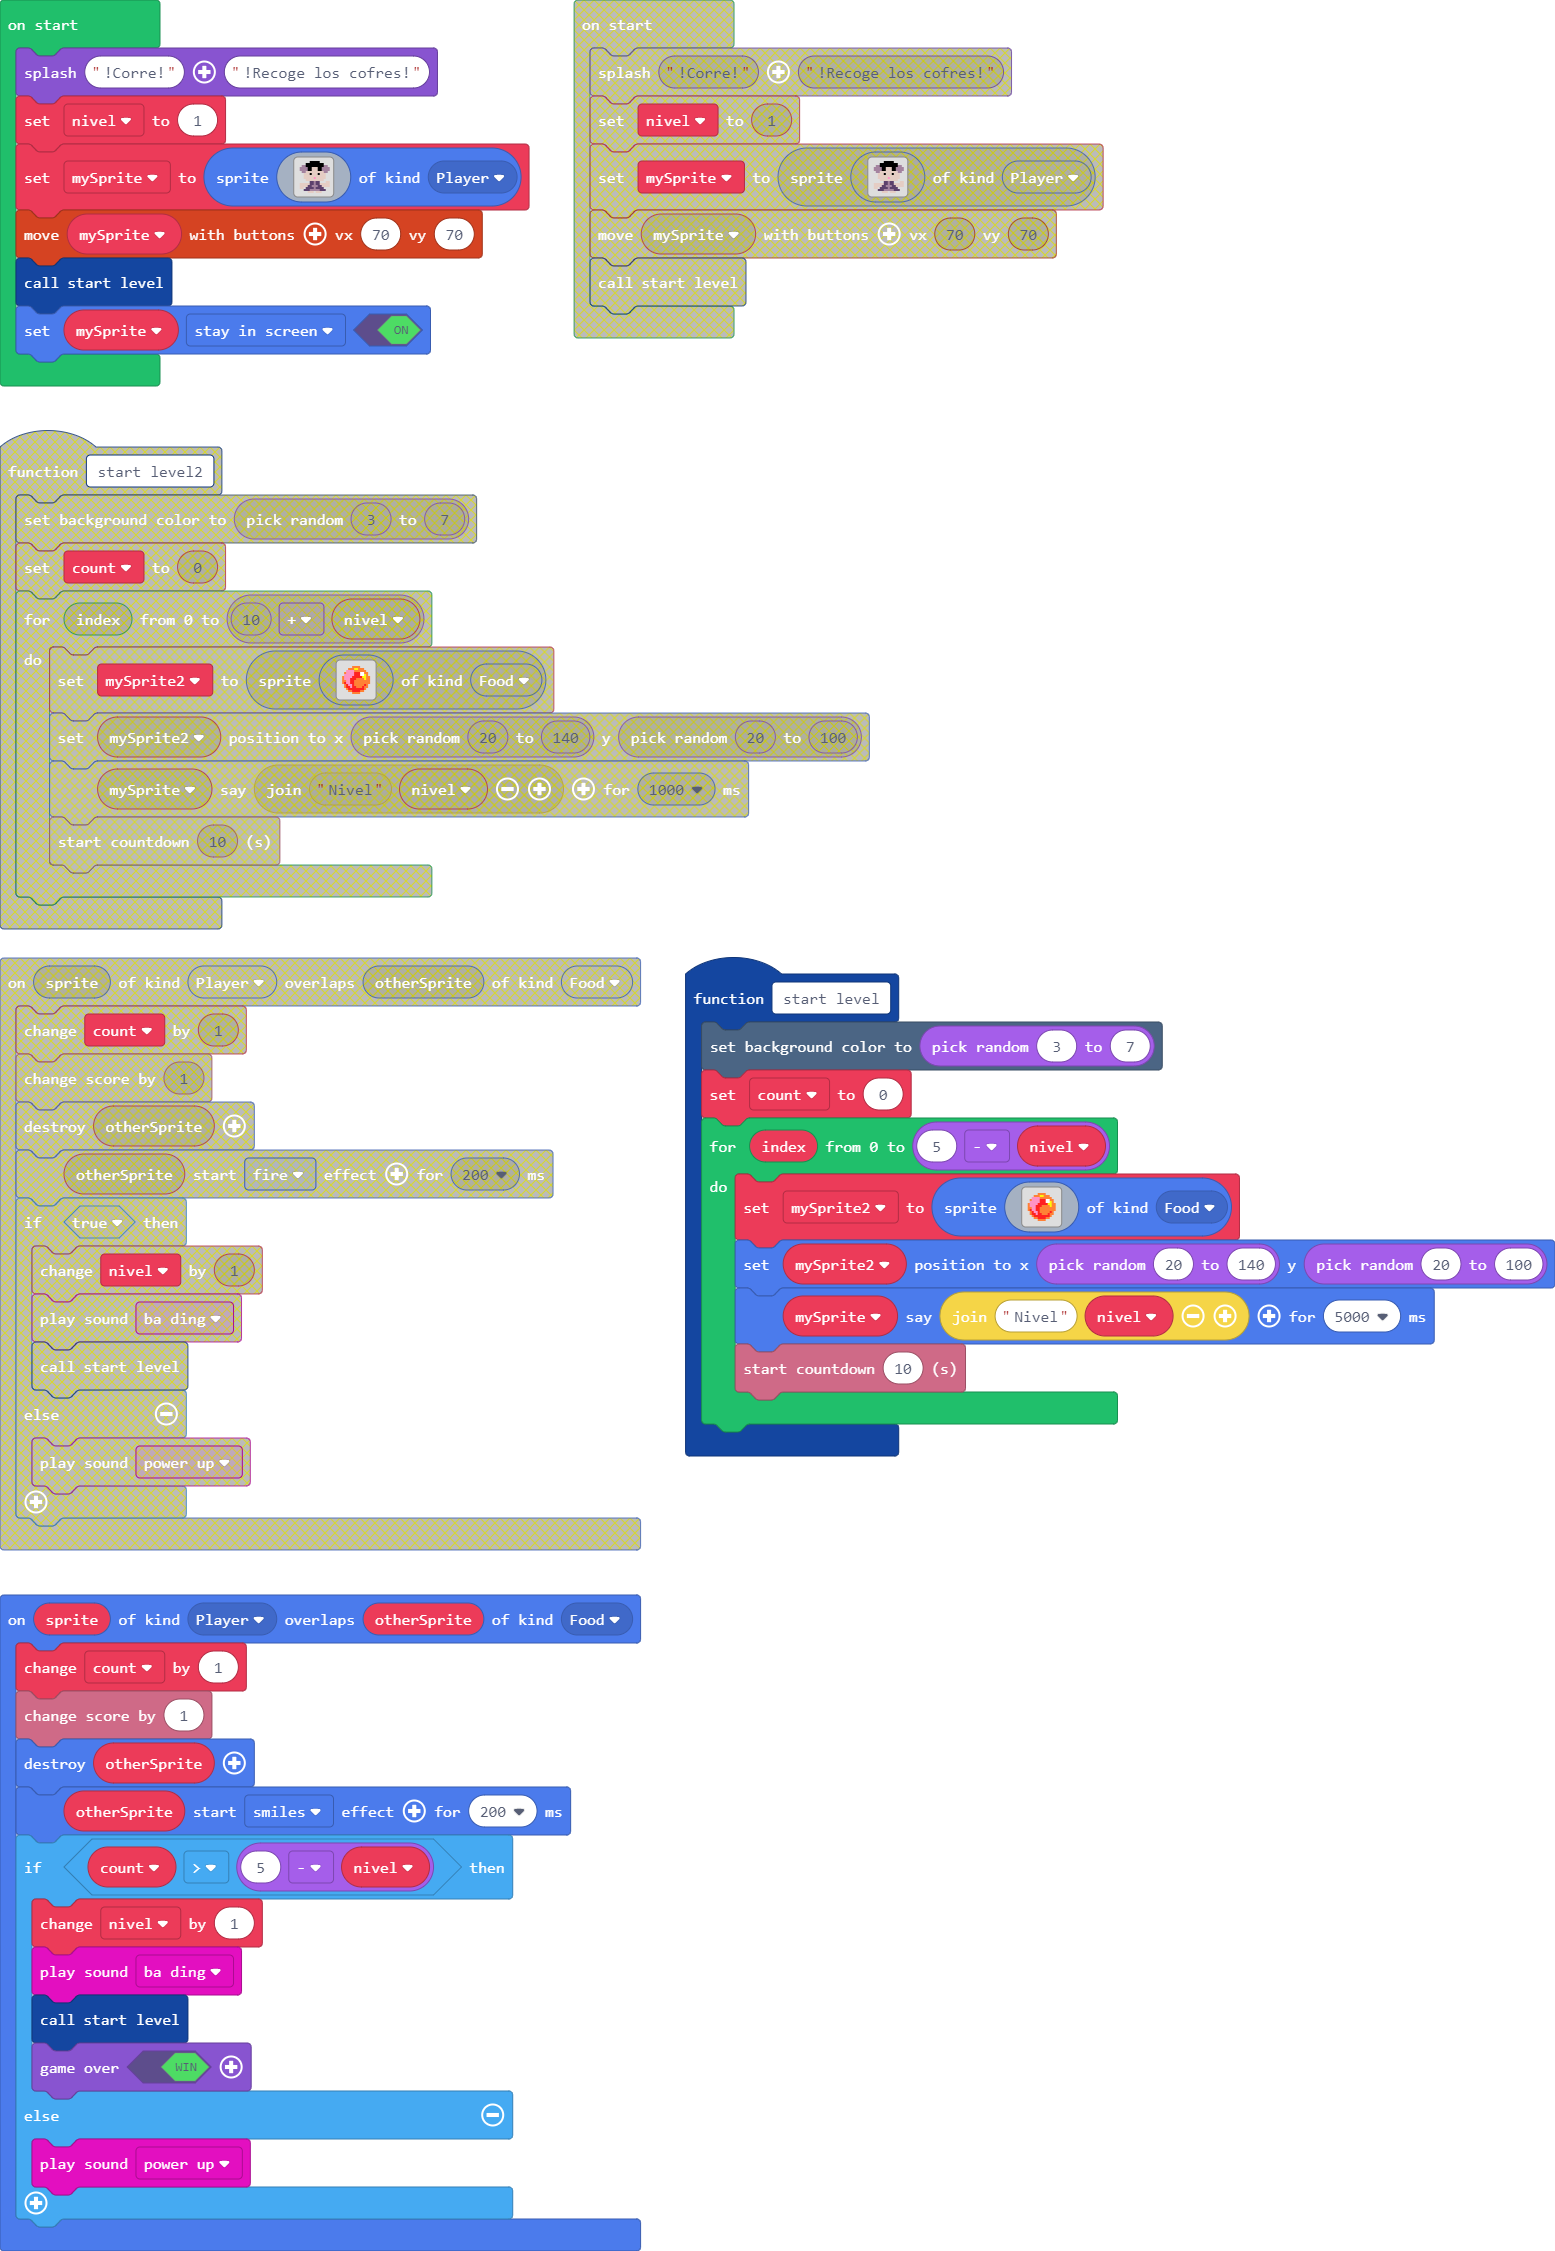 on start
splash "!Corre!" "!Recoge los cofres!"
set nivel to 1
set mySprite to sprite of kind Player
move mySprite with buttons vx 70 vy 70
call start level
set mySprite stay in screen ON
on start
splash "!Corre!" "!Recoge los cofres!"
set nivel to 1
set mySprite to sprite of kind Player
move mySprite with buttons vx 70 vy 70
call start level
function start level2
set background color to pick random 3 to 7
set count to 0
for index from 0 to 10 + nivel
do
set mySprite2 to sprite of kind Food
set mySprite2 position to x pick random 20 to 140 y pick random 20 to 100
mySprite say join "Nivel" nivel for 1000 ms
start countdown 10 (s)
on sprite of kind Player overlaps otherSprite of kind Food
change count by 1
change score by 1
destroy otherSprite
otherSprite start fire effect for 200 ms
if true then
change nivel by 1
play sound ba ding
call start level
else
play sound power up
function start level
set background color to pick random 3 to 7
set count to 0
for index from 0 to 5 - nivel
do
set mySprite2 to sprite of kind Food
set mySprite2 position to x pick random 20 to 140 y pick random 20 to 100
mySprite say join "Nivel" nivel for 5000 ms
start countdown 10 (s)
on sprite of kind Player overlaps otherSprite of kind Food
change count by 1
change score by 1
destroy otherSprite
otherSprite start smiles effect for 200 ms
if count > 5 - nivel then
change nivel by 1
play sound ba ding
call start level
game over WIN
else
play sound power up